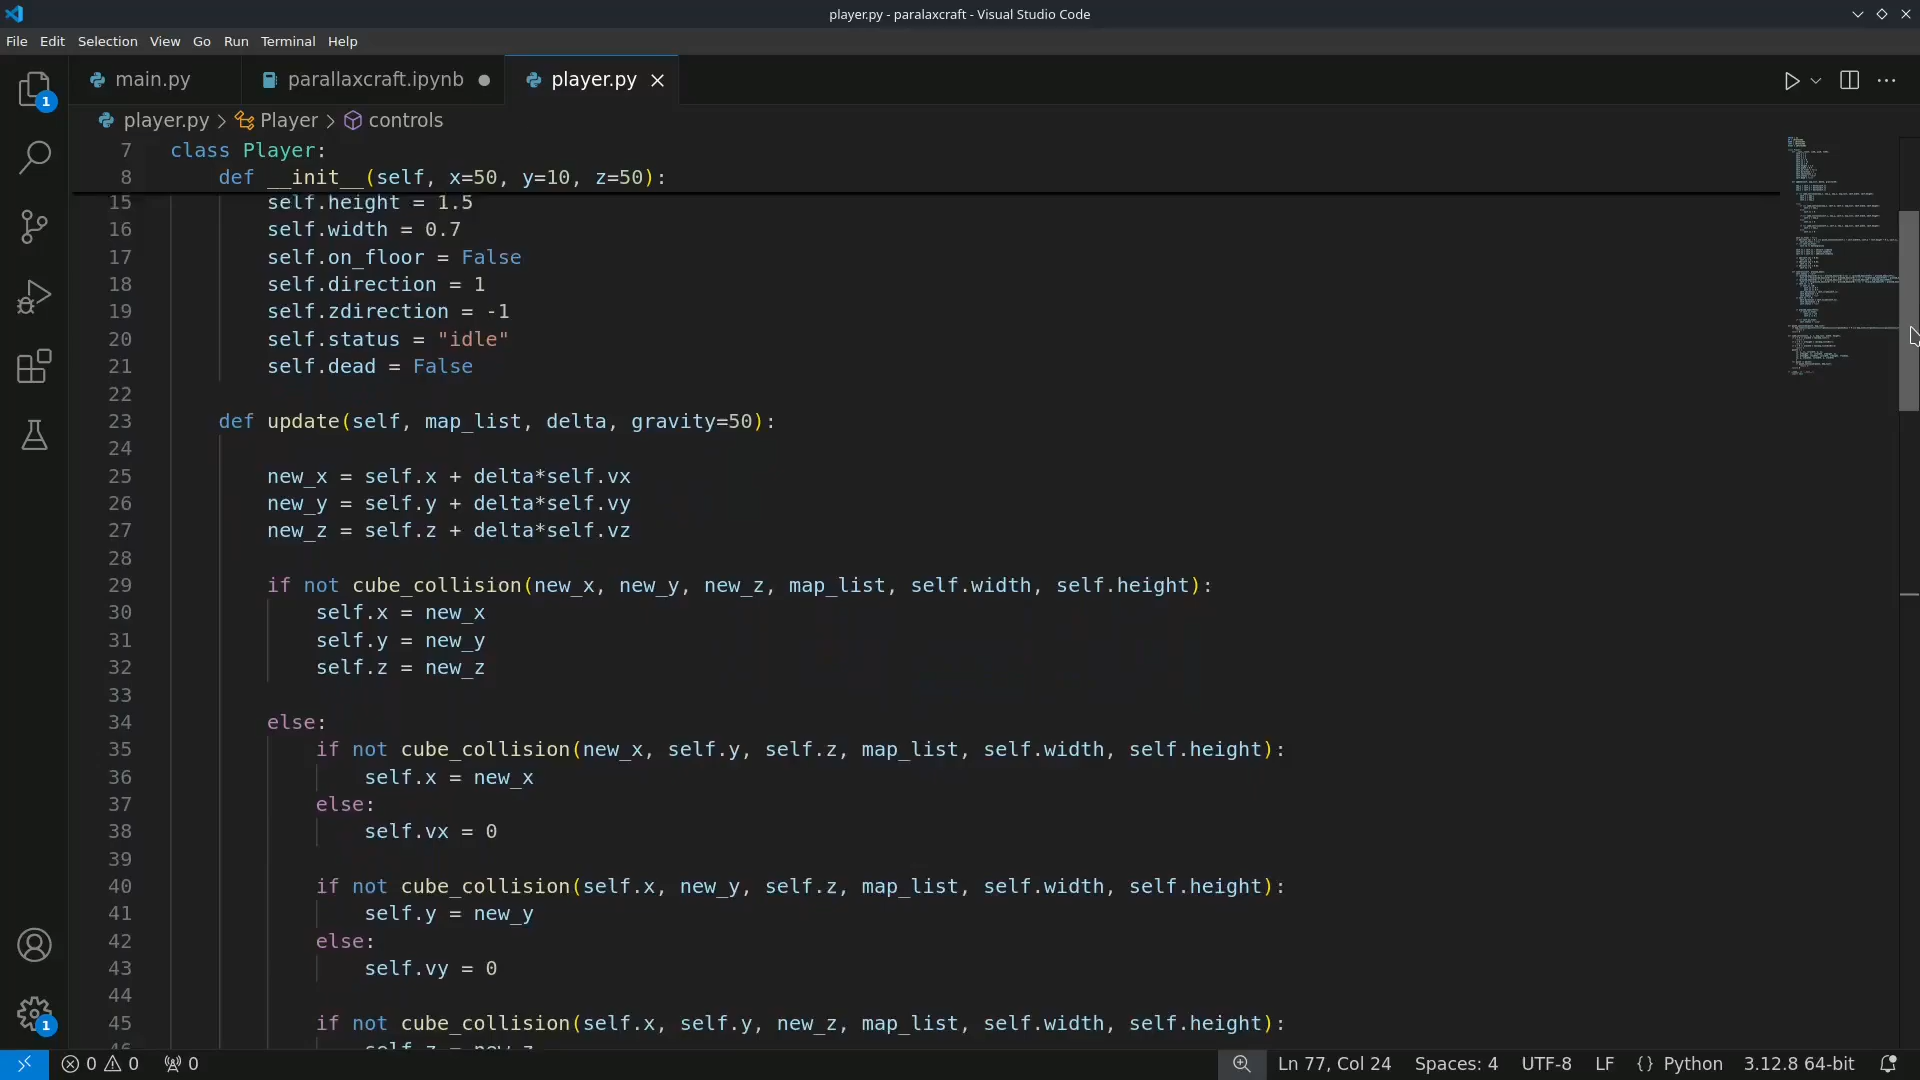 player.py - paralaxcraft - Visual Studio Code
File Edit Selection View Go Run Terminal Help
main.py parallaxcraft.ipynb player.py
player.py > Player > controls
7 class Player:
8 def __init__(self, x=50, y=10, z=50):
15 self.height = 1.5
16 self.width = 0.7
17 self.on_floor = False
18 self.direction = 1
19 self.zdirection = -1
20 self.status = "idle"
21 self.dead = False
22
23 def update(self, map_list, delta, gravity=50):
24
25 new_x = self.x + delta*self.vx
26 new_y = self.y + delta*self.vy
27 new_z = self.z + delta*self.vz
28
29 if not cube_collision(new_x, new_y, new_z, map_list, self.width, self.height):
30 self.x = new_x
31 self.y = new_y
32 self.z = new_z
33
34 else:
35 if not cube_collision(new_x, self.y, self.z, map_list, self.width, self.height):
36 self.x = new_x
37 else:
38 self.vx = 0
39
40 if not cube_collision(self.x, new_y, self.z, map_list, self.width, self.height):
41 self.y = new_y
42 else:
43 self.vy = 0
44
45 if not cube_collision(self.x, self.y, new_z, map_list, self.width, self.height):
46 self.z = new_z
1
1
0 0 0 Ln 77, Col 24 Spaces: 4 UTF-8 LF {} Python 3.12.8 64-bit